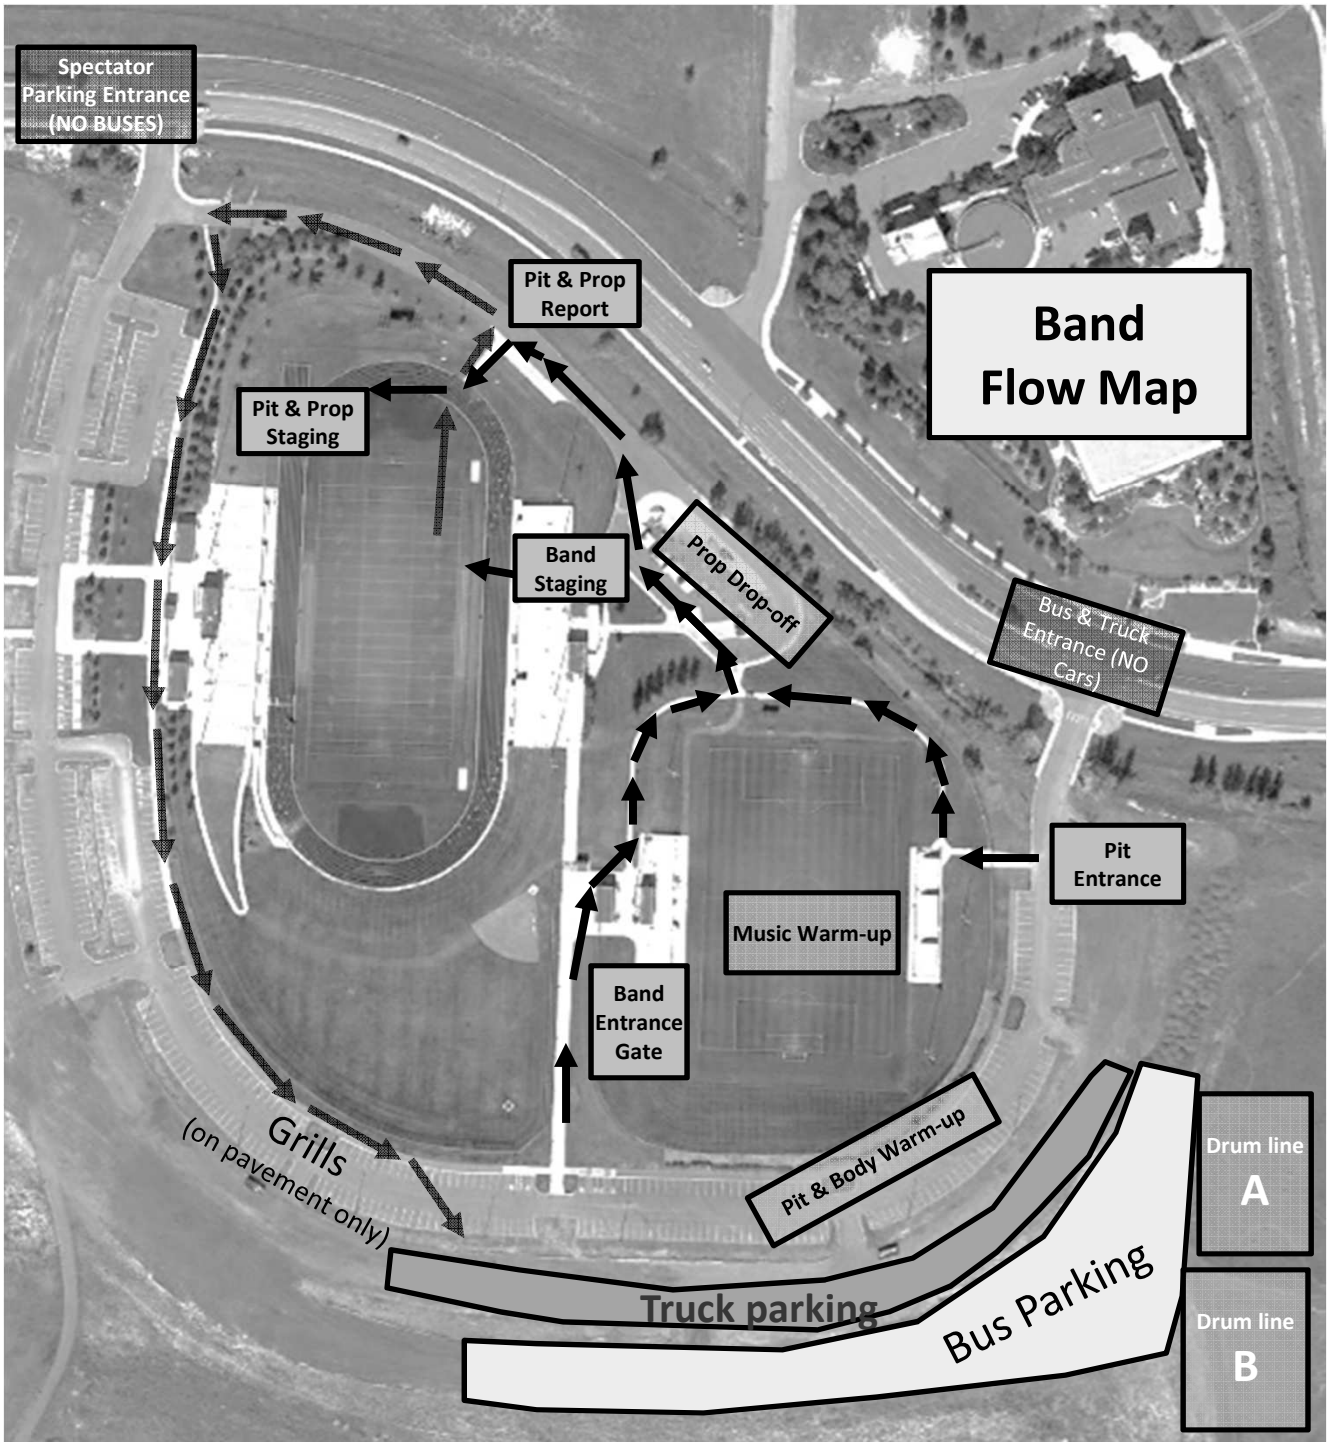 Spectator
Parking Entrance
(NO BUSES)
Pit & Prop
Report
Band
Flow Map
Pit & Prop
Staging
Band
Staging
Prop Drop-off
Bus & Truck
Entrance (NO
Cars)
Pit
Entrance
Music Warm-up
Band
Entrance
Gate
Pit & Body Warm-up
Grills
(on pavement only)
Drum line
A
Truck parking
Bus Parking
Drum line
B